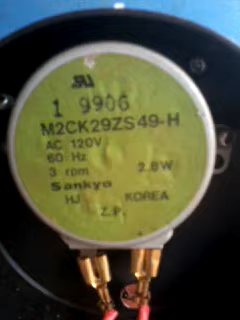 1 9906
M2CK29ZS49-H
AC 120V
60 Hz
3 rpm 2.8W
Sankyo
HJ KOREA
Z.P.